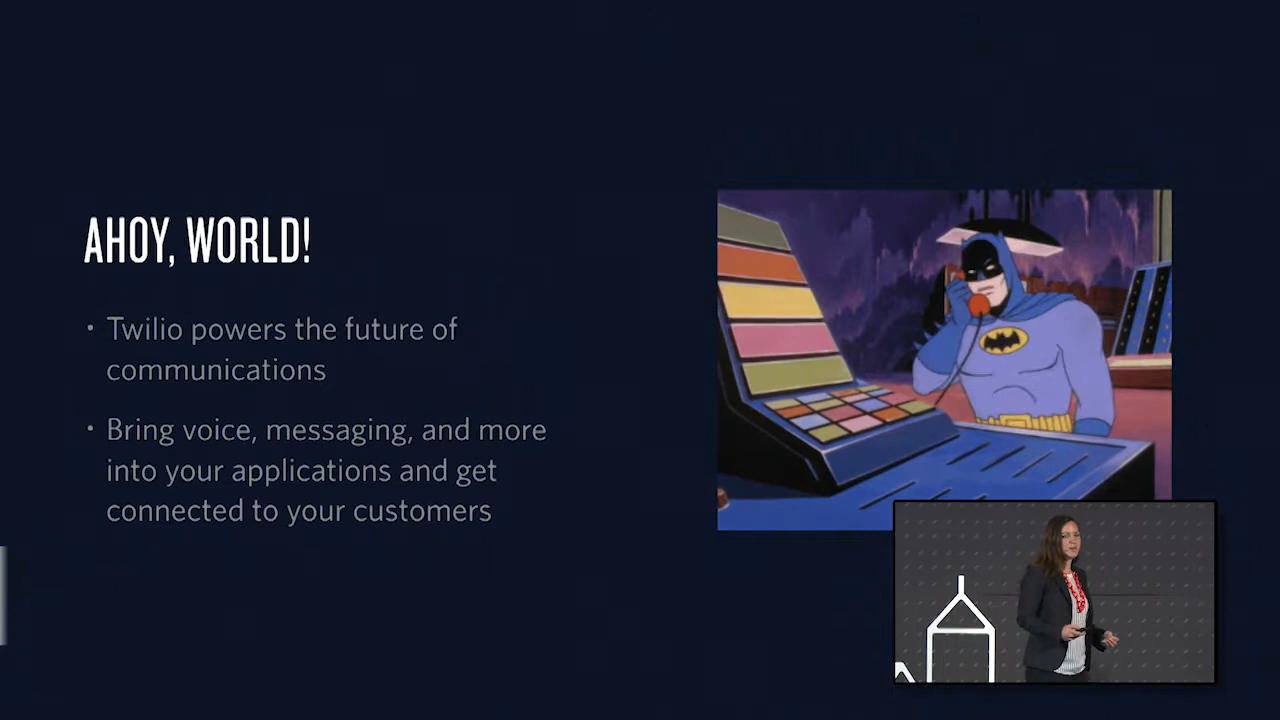 AHOY, WORLD!
• Twilio powers the future of
communications
• Bring voice, messaging, and more
into your applications and get
connected to your customers